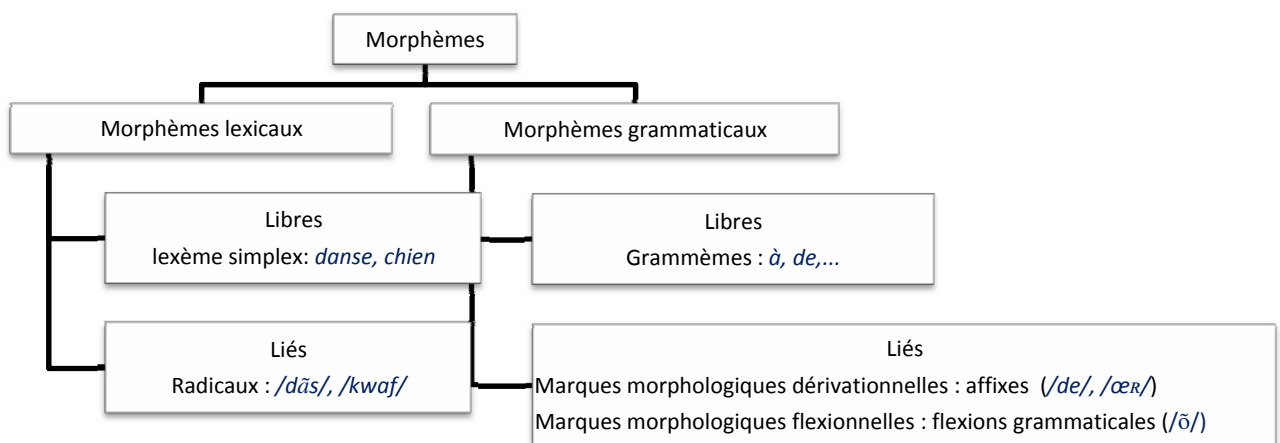 Morphèmes
Morphèmes lexicaux
Morphèmes grammaticaux
Libres
lexème simplex: danse, chien
Libres
Grammèmes : à, de,...
Liés
Radicaux : /dãs/, /kwaf/
Liés
Marques morphologiques dérivationnelles : affixes (/de/, /œʀ/)
Marques morphologiques flexionnelles : flexions grammaticales (/õ/)